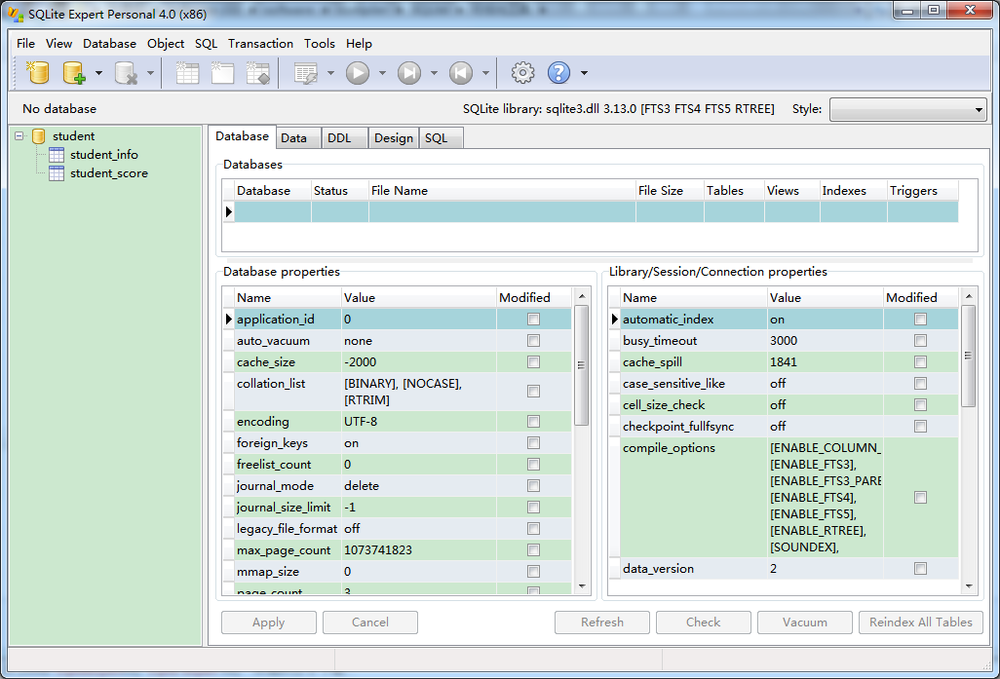 SQLite Expert Personal 4.0 (x86)
File View Database Object SQL Transaction Tools Help
No database
SQLite library: sqlite3.dll 3.13.0 [FTS3 FTS4 FTS5 RTREE] Style:
student
student_info
student_score
Database Data DDL Design SQL
Databases
Database Status File Name File Size Tables Views Indexes Triggers
Database properties
Name Value Modified
application_id 0
auto_vacuum none
cache_size -2000
collation_list [BINARY], [NOCASE],
[RTRIM]
encoding UTF-8
foreign_keys on
freelist_count 0
journal_mode delete
journal_size_limit -1
legacy_file_format off
max_page_count 1073741823
mmap_size 0
page_count 3
Library/Session/Connection properties
Name Value Modified
automatic_index on
busy_timeout 3000
cache_spill 1841
case_sensitive_like off
cell_size_check off
checkpoint_fullfsync off
compile_options [ENABLE_COLUMN_
[ENABLE_FTS3],
[ENABLE_FTS3_PARE
[ENABLE_FTS4],
[ENABLE_FTS5],
[ENABLE_RTREE],
[SOUNDEX],
data_version 2
Apply Cancel Refresh Check Vacuum Reindex All Tables